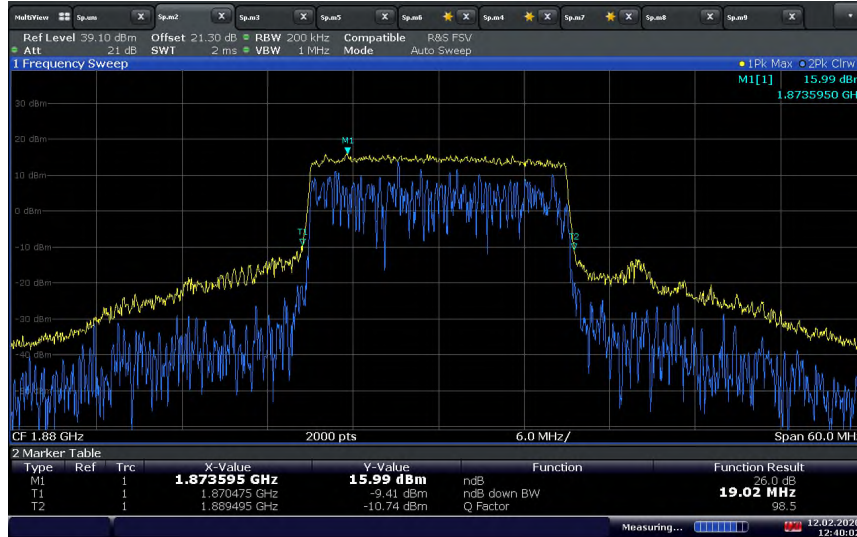 MultiView Sp.um X Sp.m2 X Sp.m3 X Sp.m5 X Sp.m6 X Sp.m4 X Sp.m7 X Sp.m8 X Sp.m9 X
Ref Level 39.10 dBm Offset 21.30 dB RBW 200 kHz Compatible R&S FSV
Att 21 dB SWT 2 ms VBW 1 MHz Mode Auto Sweep
1 Frequency Sweep 1Pk Max 2Pk Clrw
M1[1] 15.99 dBm
1.8735950 GH
30 dBm
20 dBm
M1
10 dBm
0 dBm
T1
T2
-10 dBm
-20 dBm
-30 dBm
-40 dBm
CF 1.88 GHz 2000 pts 6.0 MHz/ Span 60.0 MH
2 Marker Table
Type Ref Trc X-Value Y-Value Function Function Result
M1 1 1.873595 GHz 15.99 dBm ndB 26.0 dB
T1 1 1.870475 GHz -9.41 dBm ndB down BW 19.02 MHz
T2 1 1.889495 GHz -10.74 dBm Q Factor 98.5
Measuring... 12.02.2020